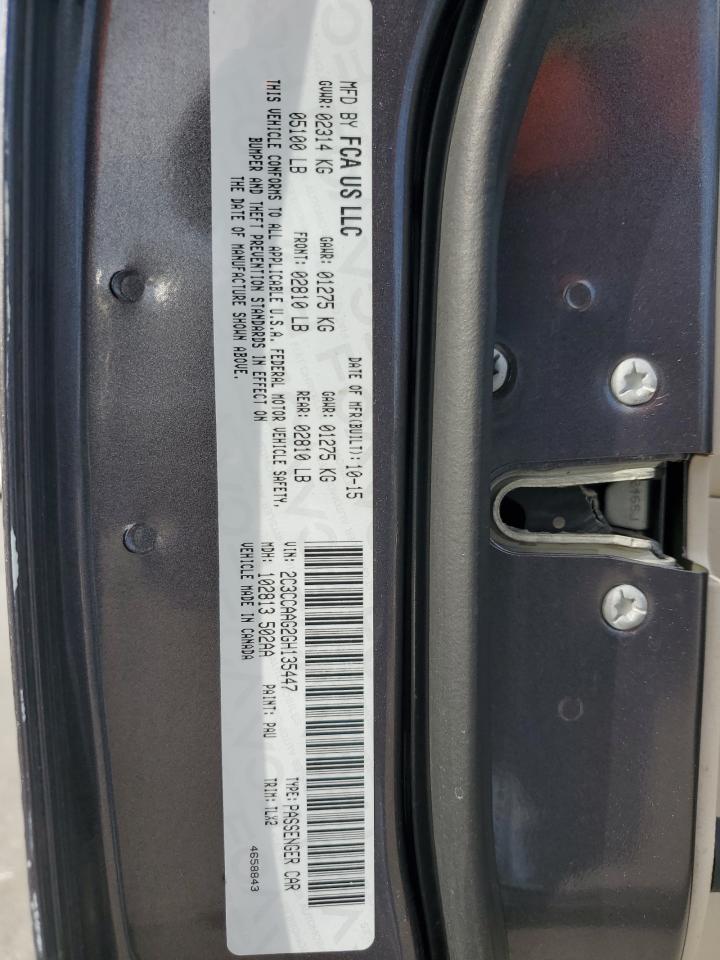 MFD BY FCA US LLC
DATE OF MFR(BUILT): 10-15
GVWR: 02314 KG
GAWR: 01275 KG
GAWR: 01275 KG
05100 LB
FRONT: 02810 LB
REAR: 02810 LB
THIS VEHICLE CONFORMS TO ALL APPLICABLE U.S.A. FEDERAL MOTOR VEHICLE SAFETY,
BUMPER AND THEFT PREVENTION STANDARDS IN EFFECT ON
THE DATE OF MANUFACTURE SHOWN ABOVE.
VIN: 2C3CCAAG2GH135447
TYPE: PASSENGER CAR
MDH: 102813 502AA
PAINT: PAU
TRIM: TLX2
VEHICLE MADE IN CANADA
4658843